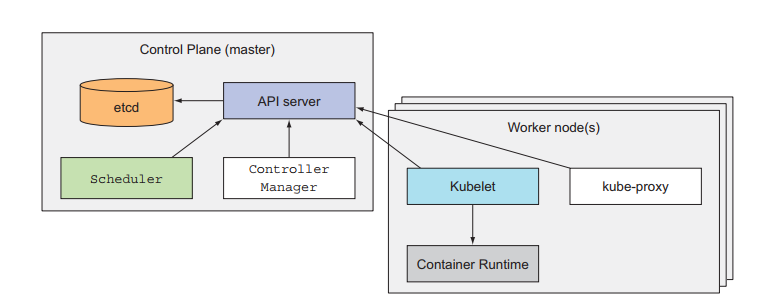 Control Plane (master)
etcd
API server
Scheduler
Controller
Manager
Worker node(s)
Kubelet
kube-proxy
Container Runtime